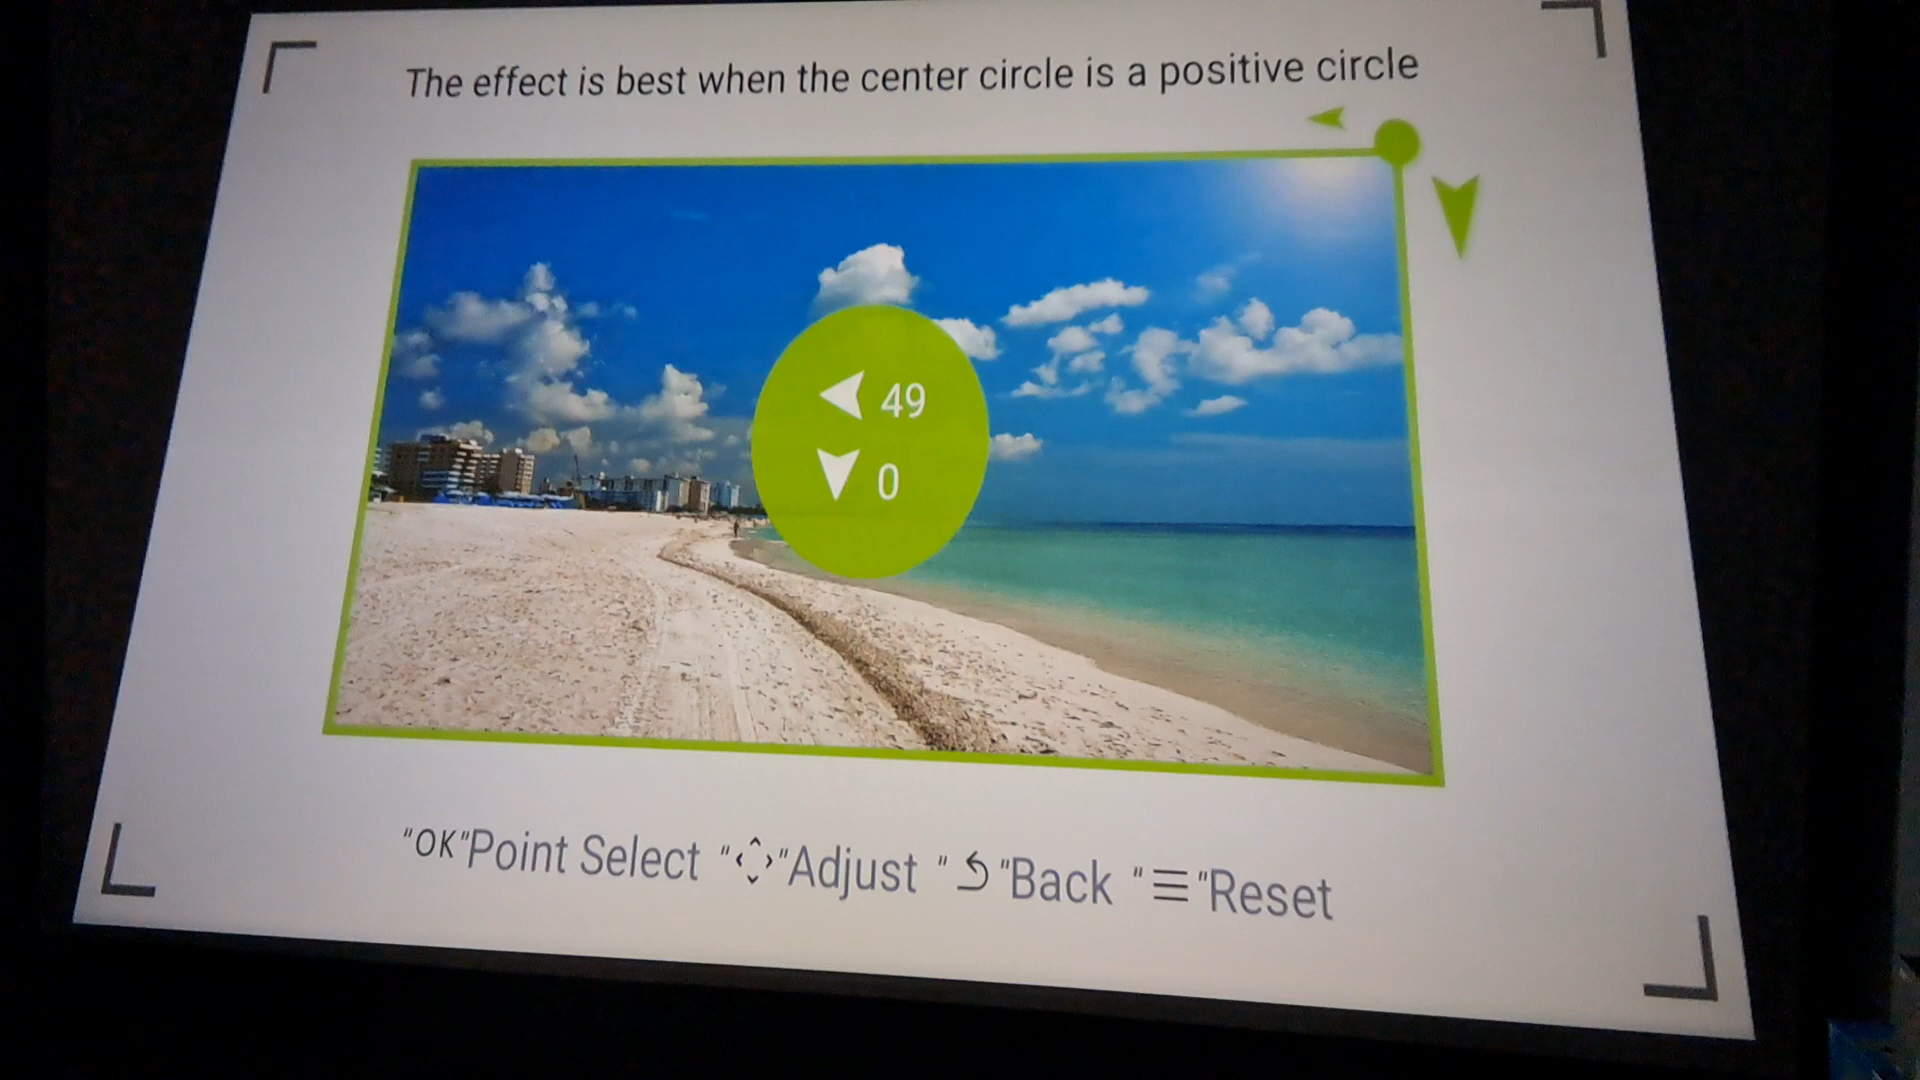 The effect is best when the center circle is a positive circle
49
0
"OK"Point Select ""Adjust ""Back "☰"Reset